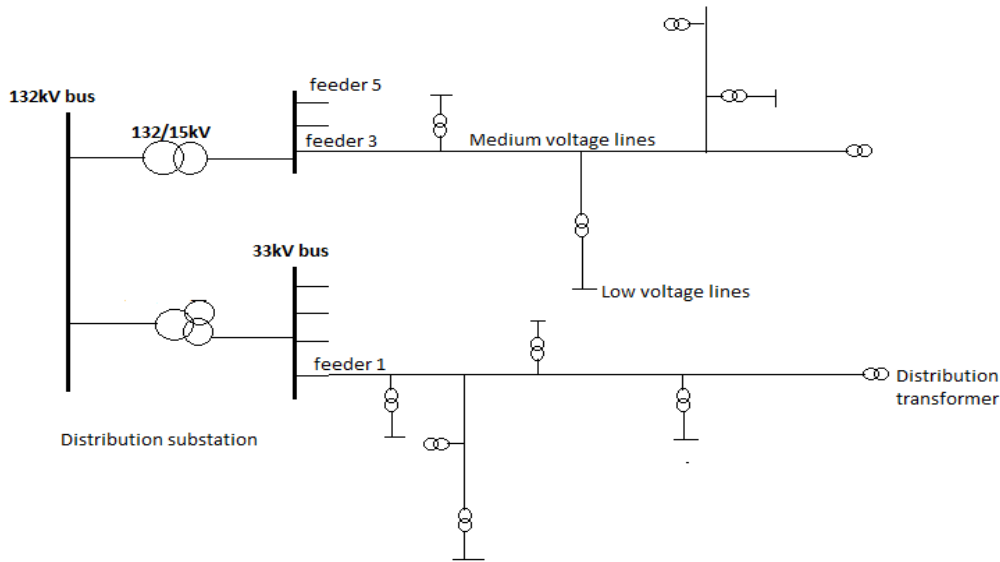 feeder 5
132kV bus
132/15kV
feeder 3
Medium voltage lines
33kV bus
Low voltage lines
feeder 1
Distribution
transformer
Distribution substation